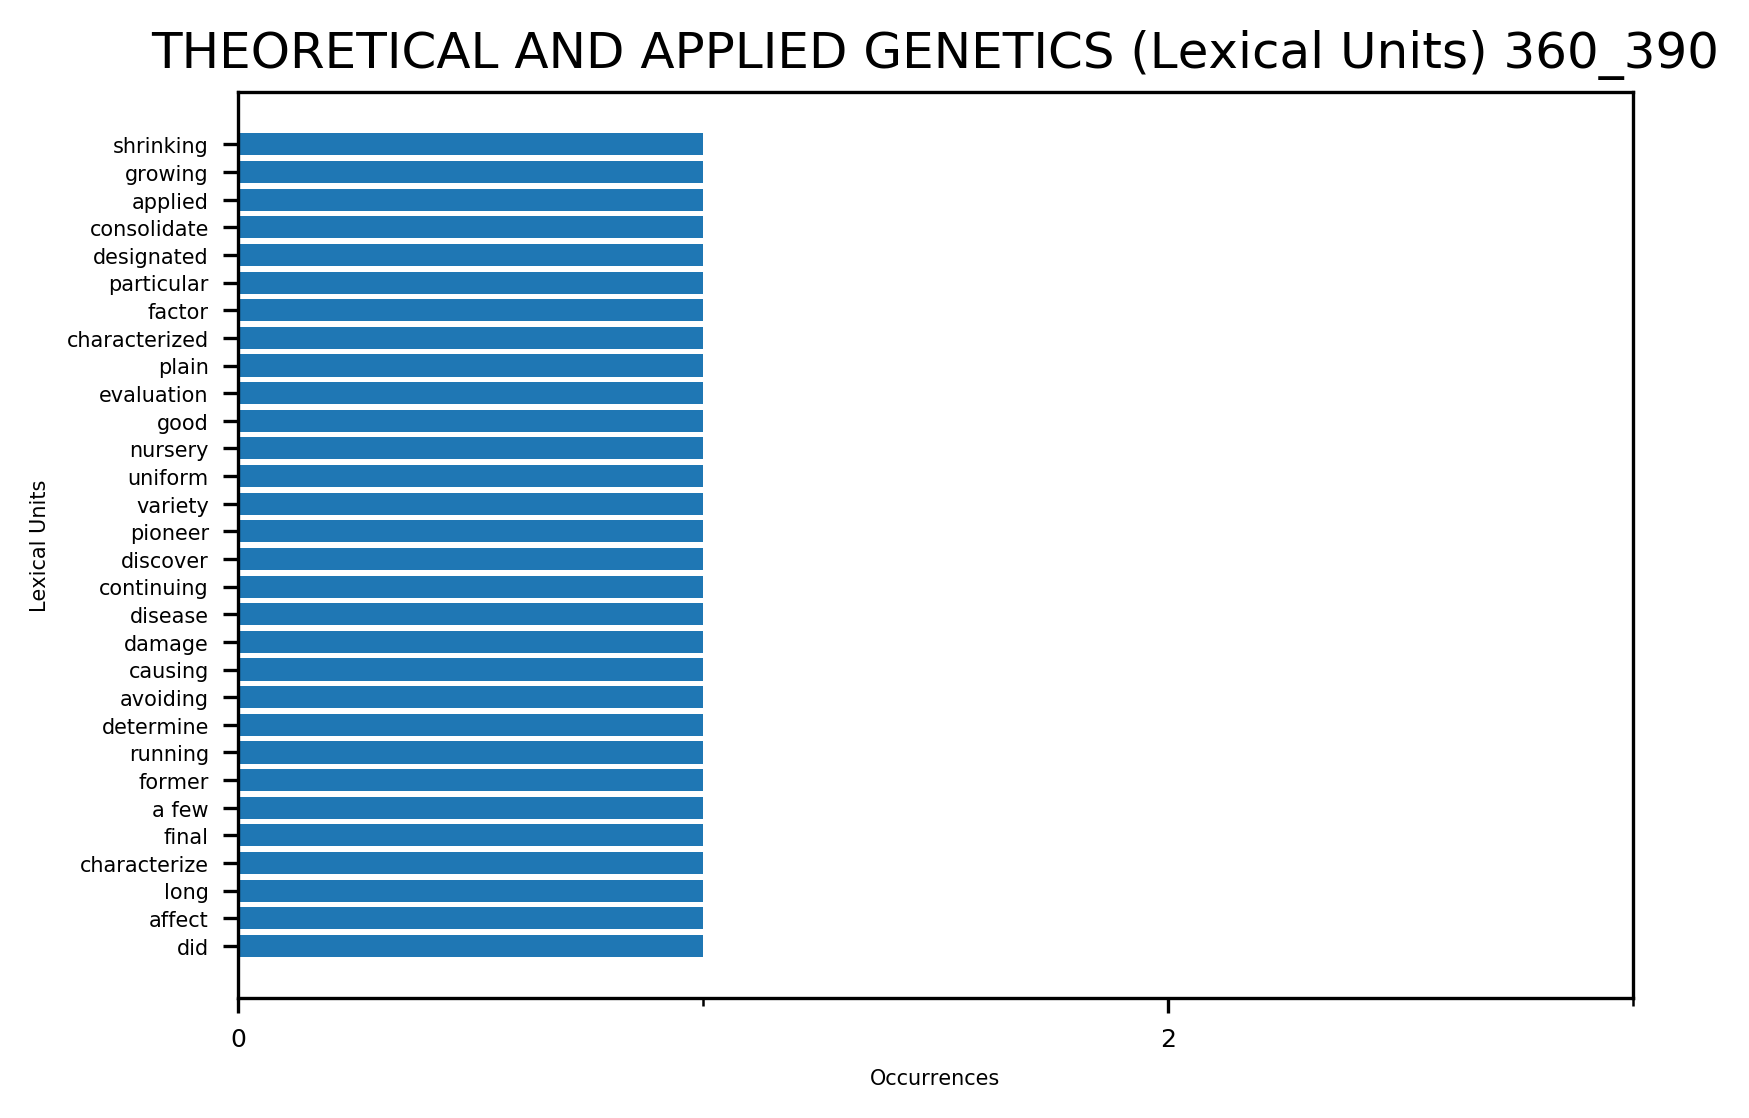 THEORETICAL AND APPLIED GENETICS (Lexical Units) 360_390
shrinking
growing
applied
consolidate
designated
particular
factor
characterized
plain
evaluation
good
nursery
uniform
variety
pioneer
discover
continuing
disease
damage
causing
avoiding
determine
running
former
a few
final
characterize
long
affect
did
Lexical Units
0
2
Occurrences